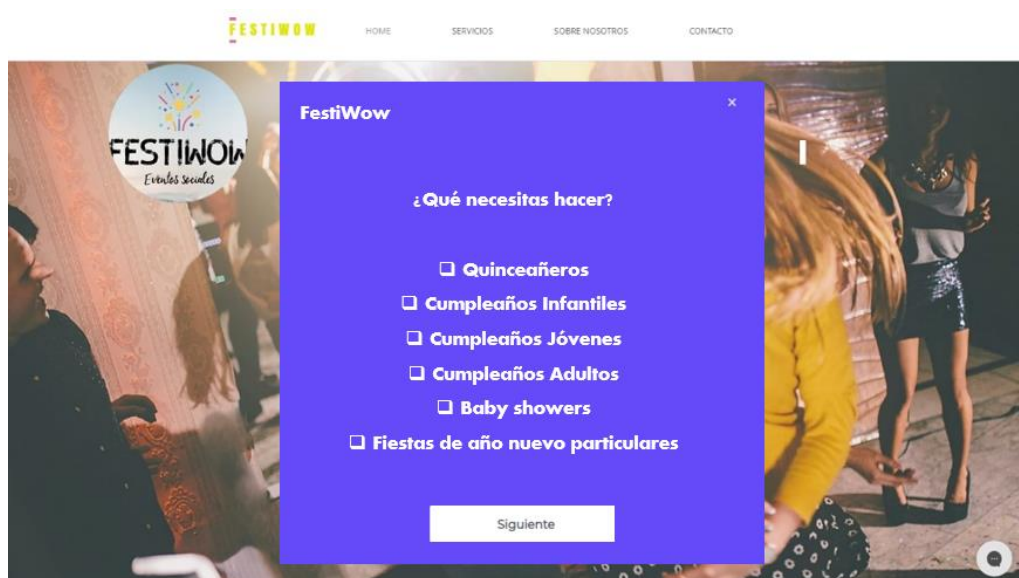 FESTIWOW
HOME
SERVICIOS
SOBRE NOSOTROS
CONTACTO
FESTIWOW
Eventos sociales
FestiWow
×
¿Qué necesitas hacer?
❑ Quinceañeros
❑ Cumpleaños Infantiles
❑ Cumpleaños Jóvenes
❑ Cumpleaños Adultos
❑ Baby showers
❑ Fiestas de año nuevo particulares
Siguiente